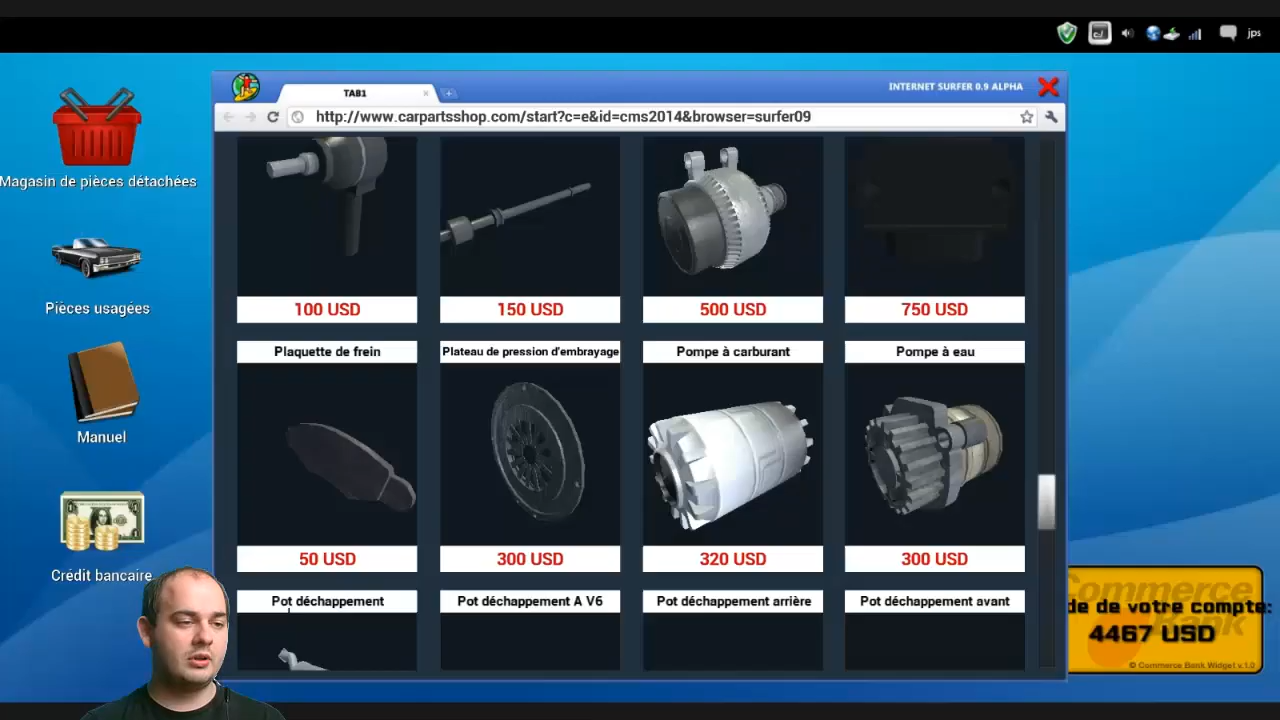 jps
TAB1
INTERNET SURFER 0.9 ALPHA
http://www.carpartsshop.com/start?c=e&id=cms2014&browser=surfer09
Magasin de pièces détachées
Pièces usagées
Manuel
Crédit bancaire
100 USD
150 USD
500 USD
750 USD
Plaquette de frein
Plateau de pression d'embrayage
Pompe à carburant
Pompe à eau
50 USD
300 USD
320 USD
300 USD
Pot déchappement
Pot déchappement A V6
Pot déchappement arrière
Pot déchappement avant
Commerce
Bank
de de votre compte:
4467 USD
© Commerce Bank Widget v.1.0